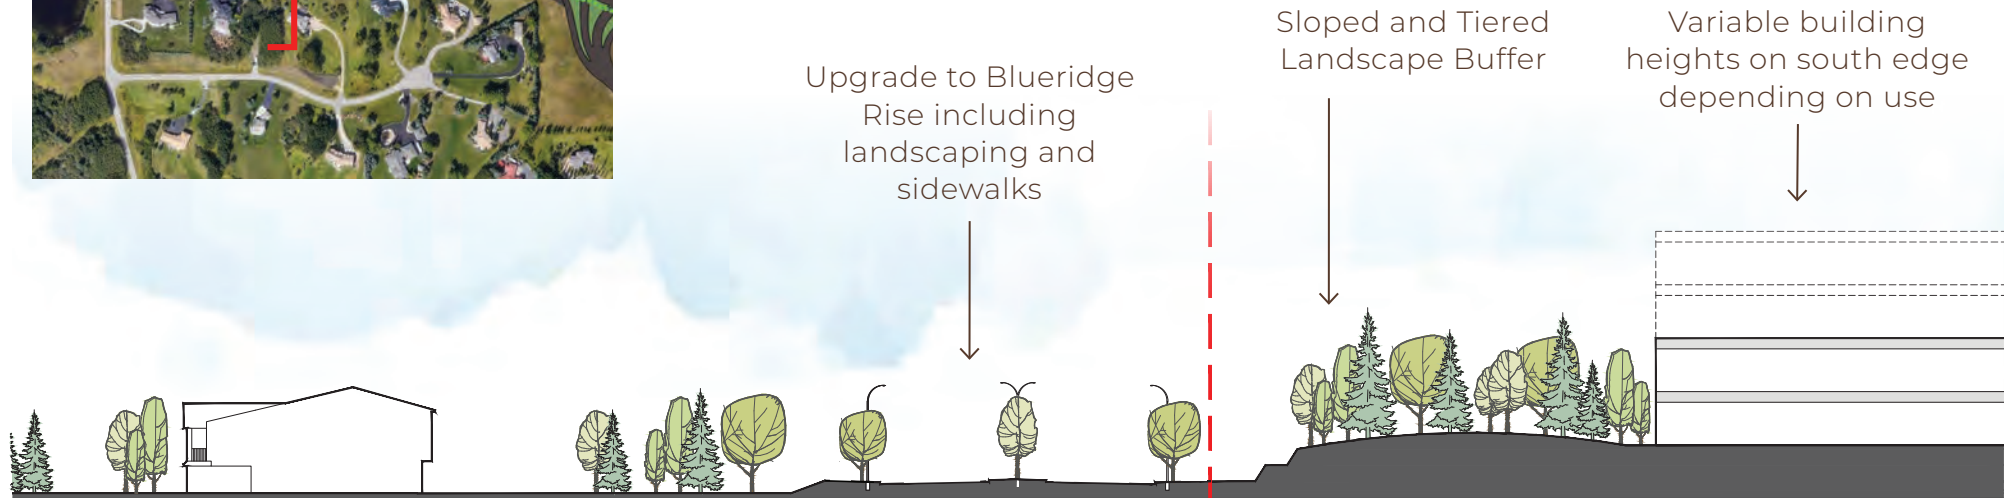 Upgrade to Blueridge
Rise including
landscaping and
sidewalks
Sloped and Tiered
Landscape Buffer
Variable building
heights on south edge
depending on use